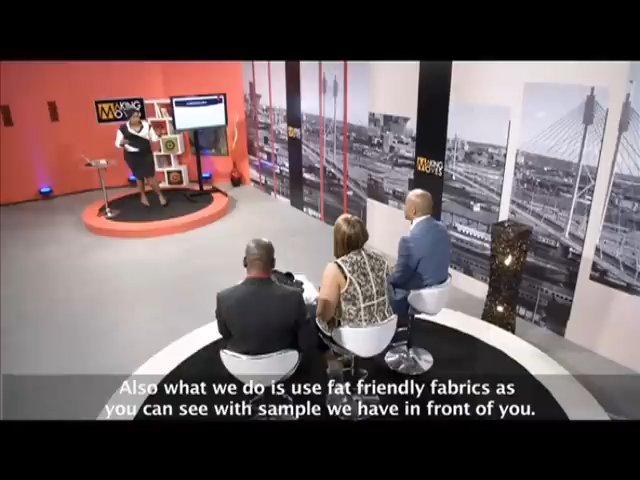 MAKING
MOVES
MAKING
MOVES
Also what we do is use fat friendly fabrics as
you can see with sample we have in front of you.